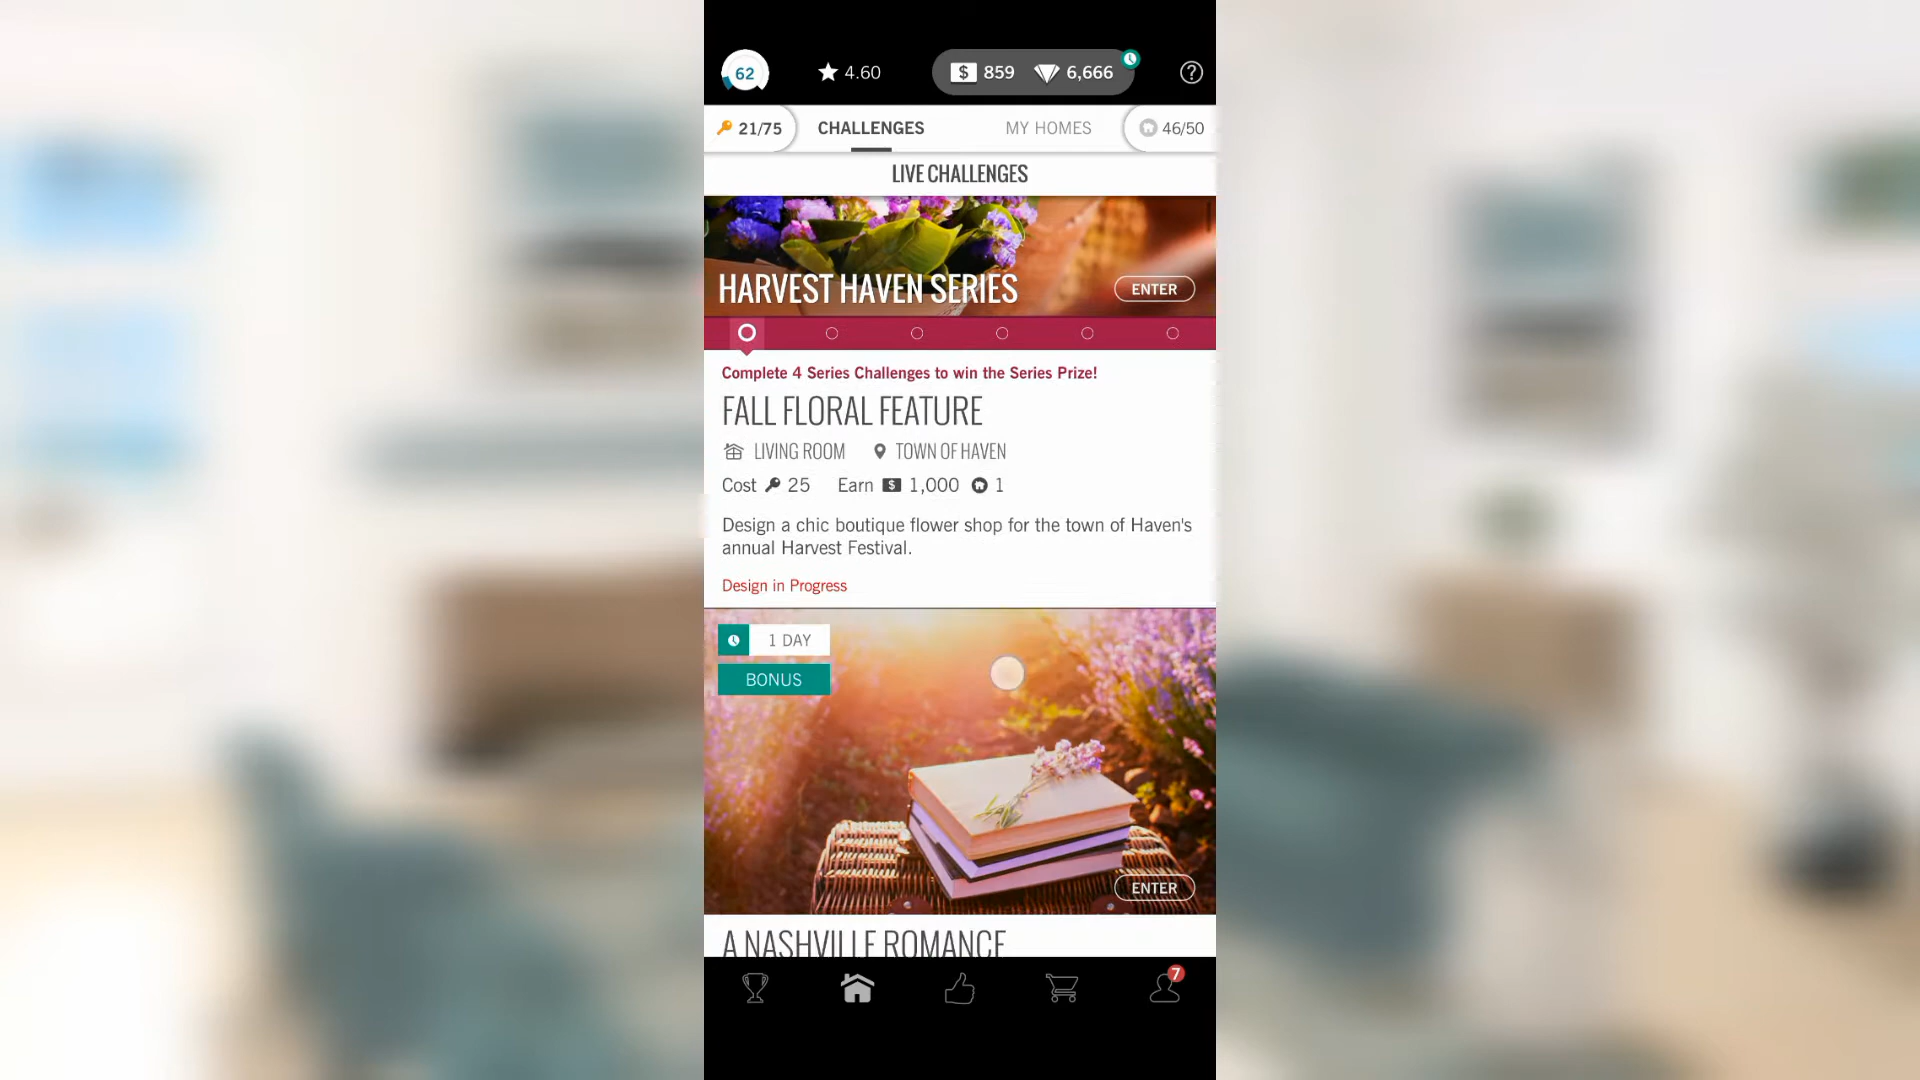 62
4.60
$ 859
6,666
?
21/75
CHALLENGES
MY HOMES
46/50
LIVE CHALLENGES
HARVEST HAVEN SERIES
ENTER
Complete 4 Series Challenges to win the Series Prize!
FALL FLORAL FEATURE
LIVING ROOM
TOWN OF HAVEN
Cost 25 Earn $ 1,000 1
Design a chic boutique flower shop for the town of Haven's
annual Harvest Festival.
Design in Progress
1 DAY
BONUS
ENTER
A NASHVILLE ROMANCE
7